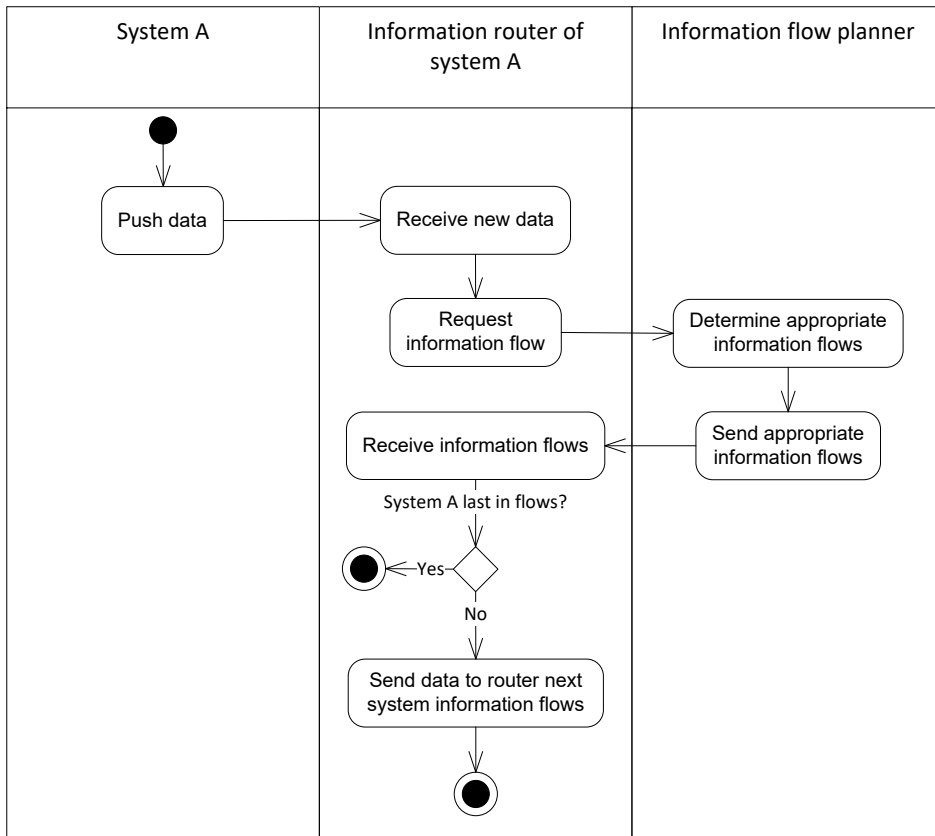 System A
Information router of
system A
Information flow planner
Push data
Receive new data
Request
information flow
Determine appropriate
information flows
Receive information flows
Send appropriate
information flows
System A last in flows?
Yes
No
Send data to router next
system information flows